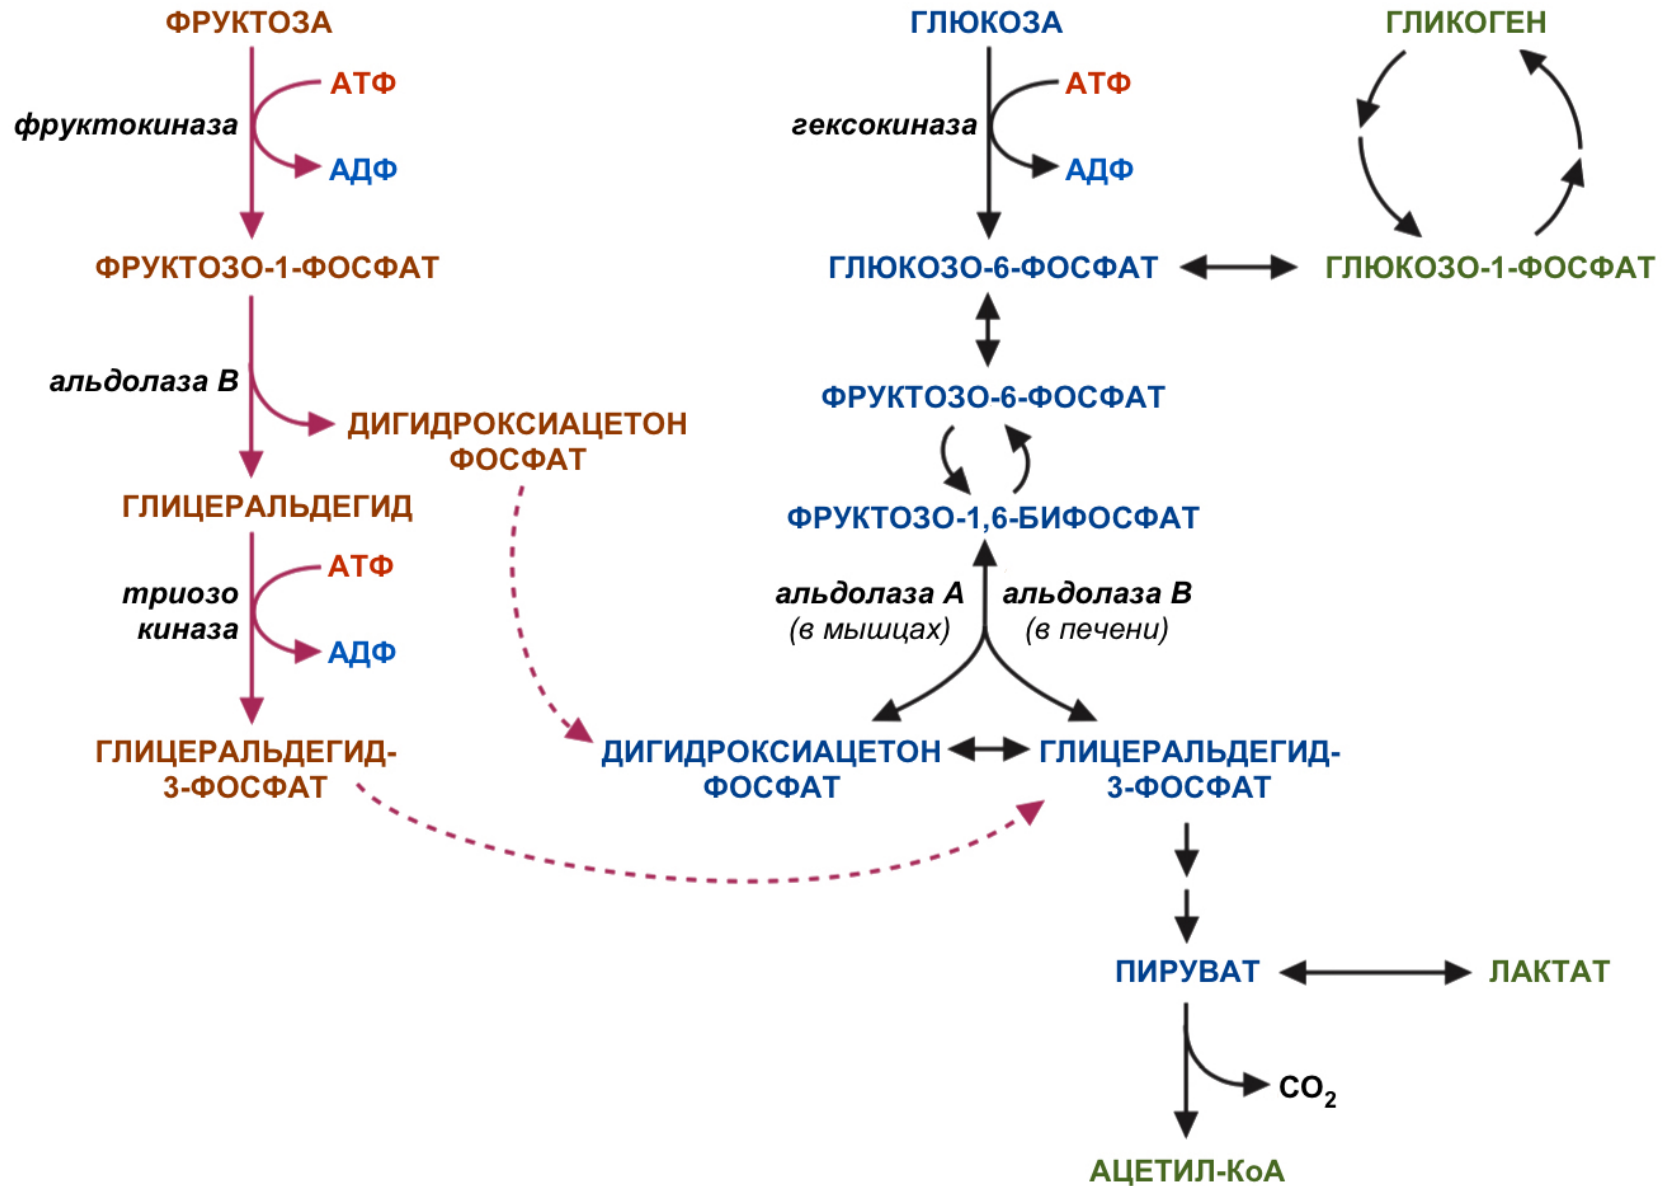 ФРУКТОЗА
ГЛЮКОЗА
ГЛИКОГЕН
АТФ
фруктокиназа
АДФ
АТФ
гексокиназа
АДФ
ФРУКТОЗО-1-ФОСФАТ
ГЛЮКОЗО-6-ФОСФАТ
ГЛЮКОЗО-1-ФОСФАТ
альдолаза В
ДИГИДРОКСИАЦЕТОН
ФОСФАТ
ФРУКТОЗО-6-ФОСФАТ
ГЛИЦЕРАЛЬДЕГИД
ФРУКТОЗО-1,6-БИФОСФАТ
АТФ
триозо
киназа
АДФ
альдолаза А
(в мышцах)
альдолаза В
(в печени)
ГЛИЦЕРАЛЬДЕГИД-
3-ФОСФАТ
ДИГИДРОКСИАЦЕТОН
ФОСФАТ
ГЛИЦЕРАЛЬДЕГИД-
3-ФОСФАТ
ПИРУВАТ
ЛАКТАТ
CO₂
АЦЕТИЛ-КоА